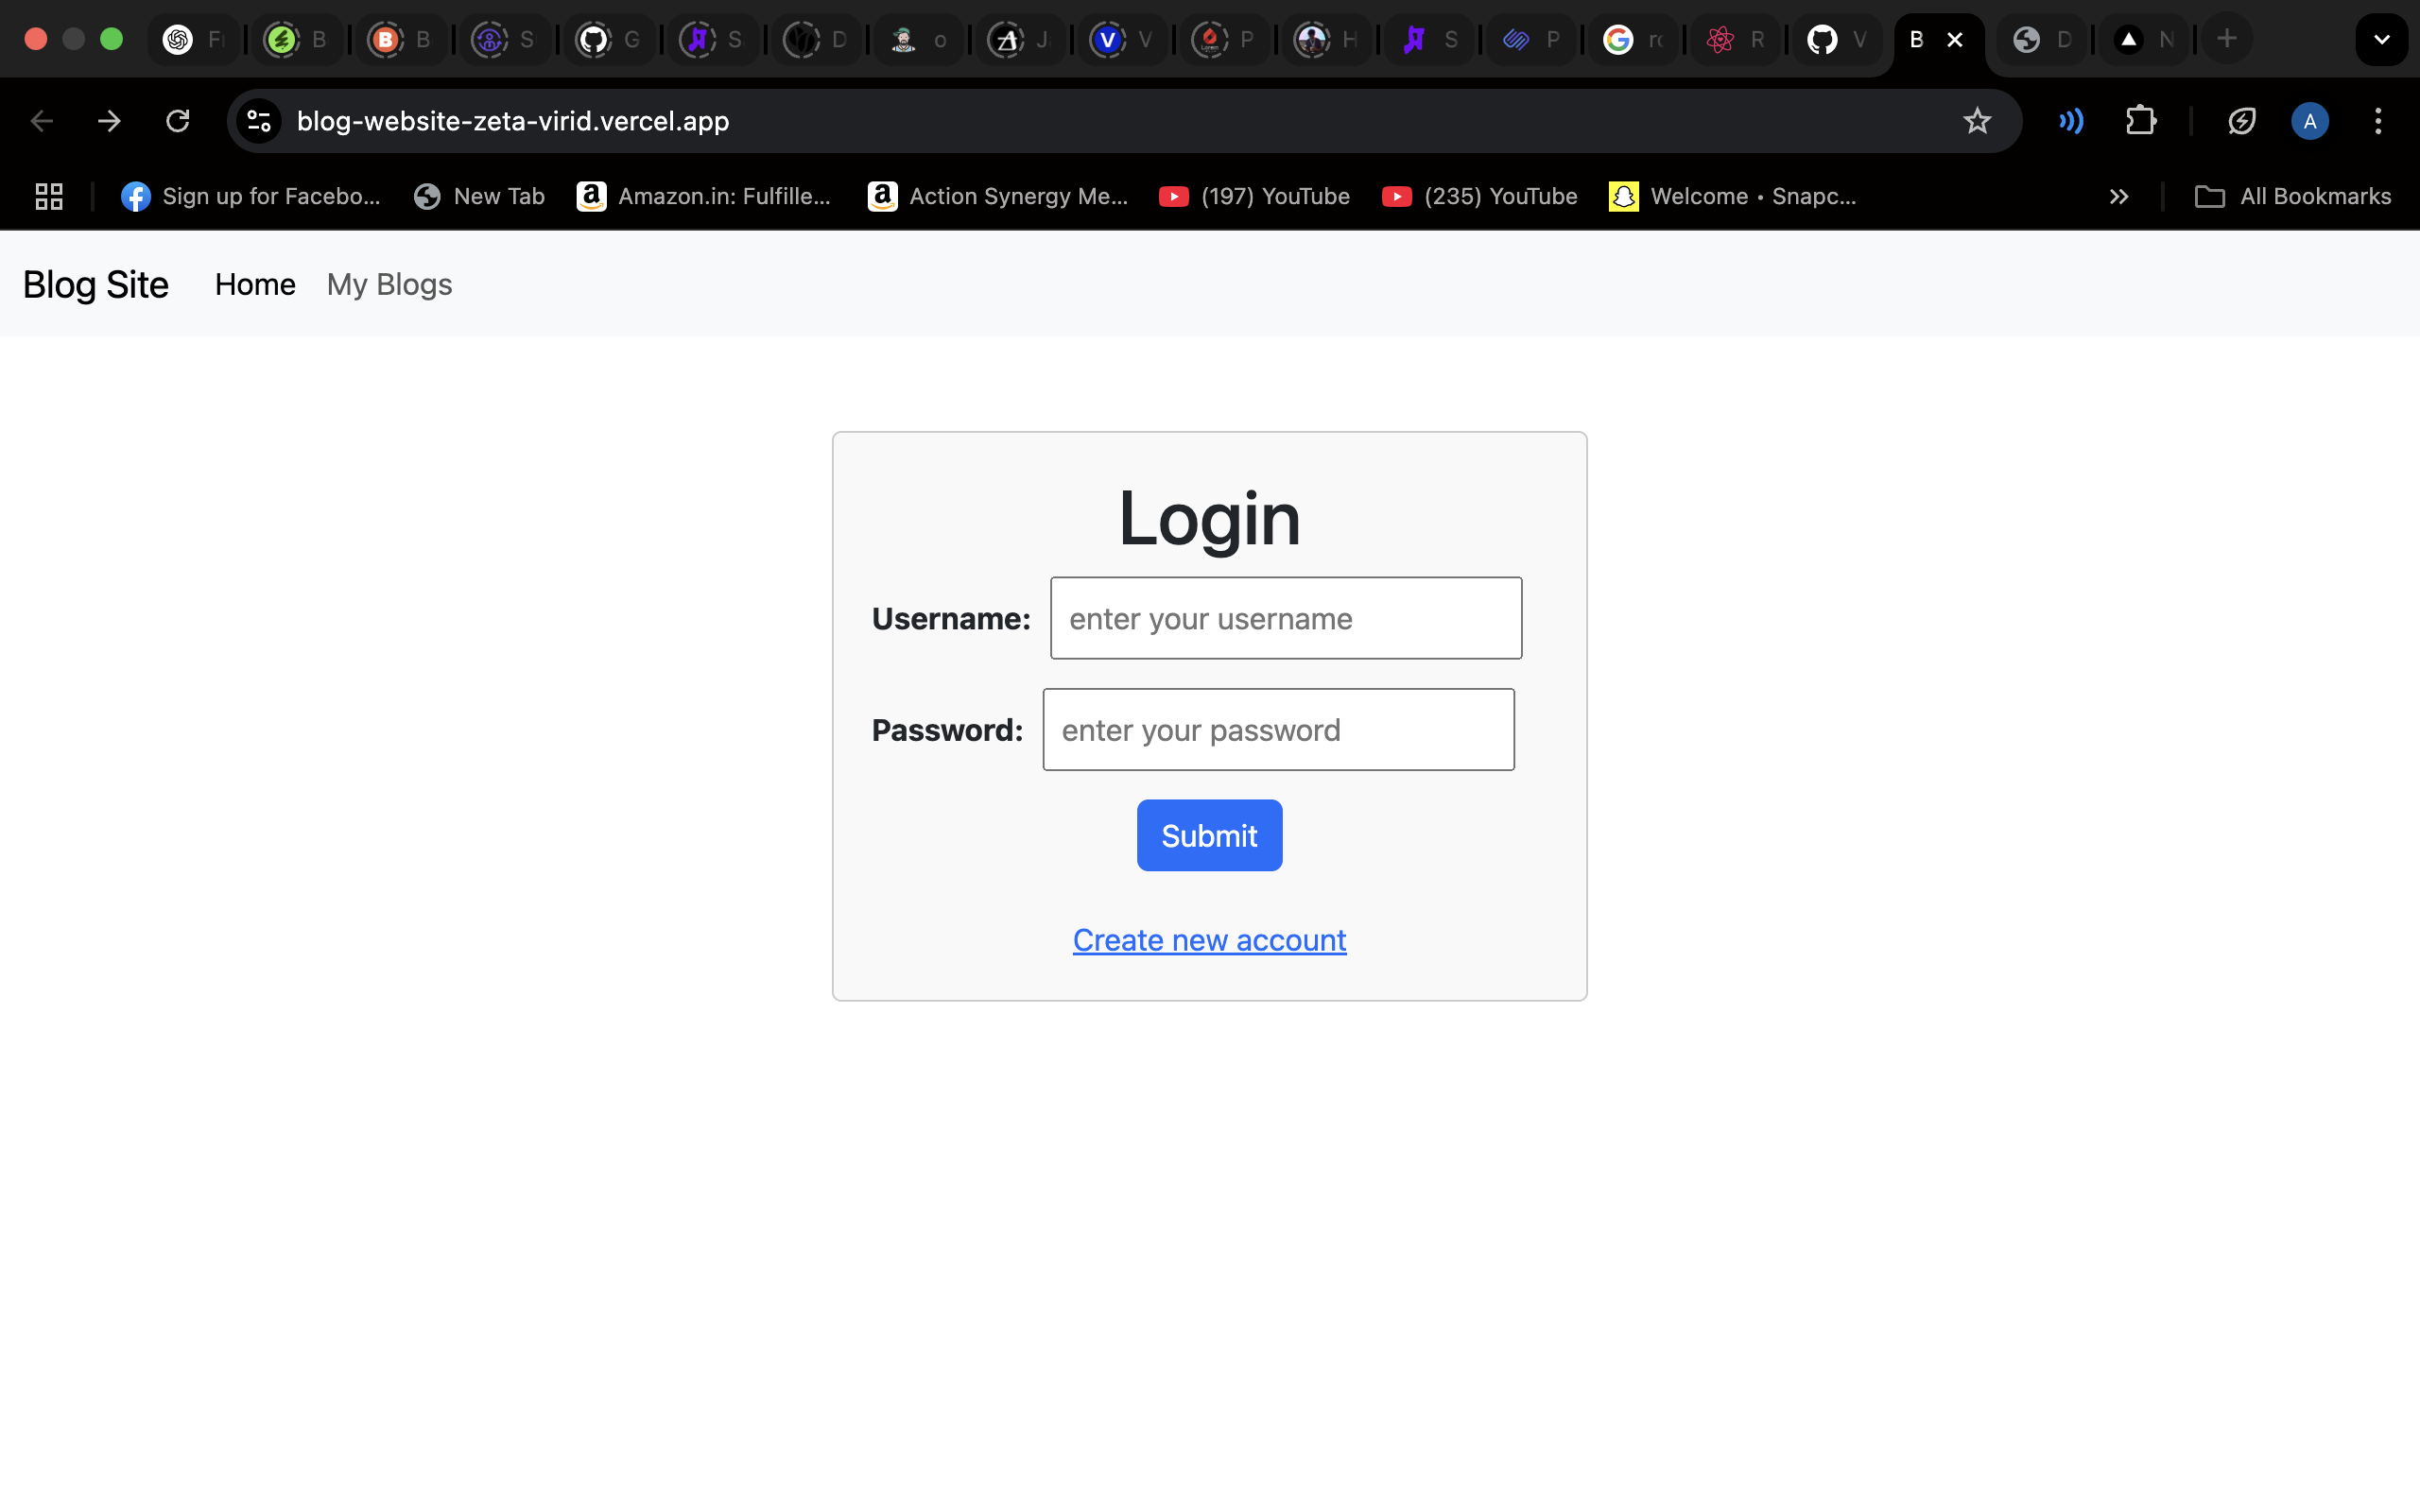 F B B S G S D o J V P H S P rc R V B D N
blog-website-zeta-virid.vercel.app
A
Sign up for Facebo... New Tab Amazon.in: Fulfille... Action Synergy Me... (197) YouTube (235) YouTube Welcome • Snapc... All Bookmarks
Blog Site Home My Blogs
Login
Username: enter your username
Password: enter your password
Submit
Create new account